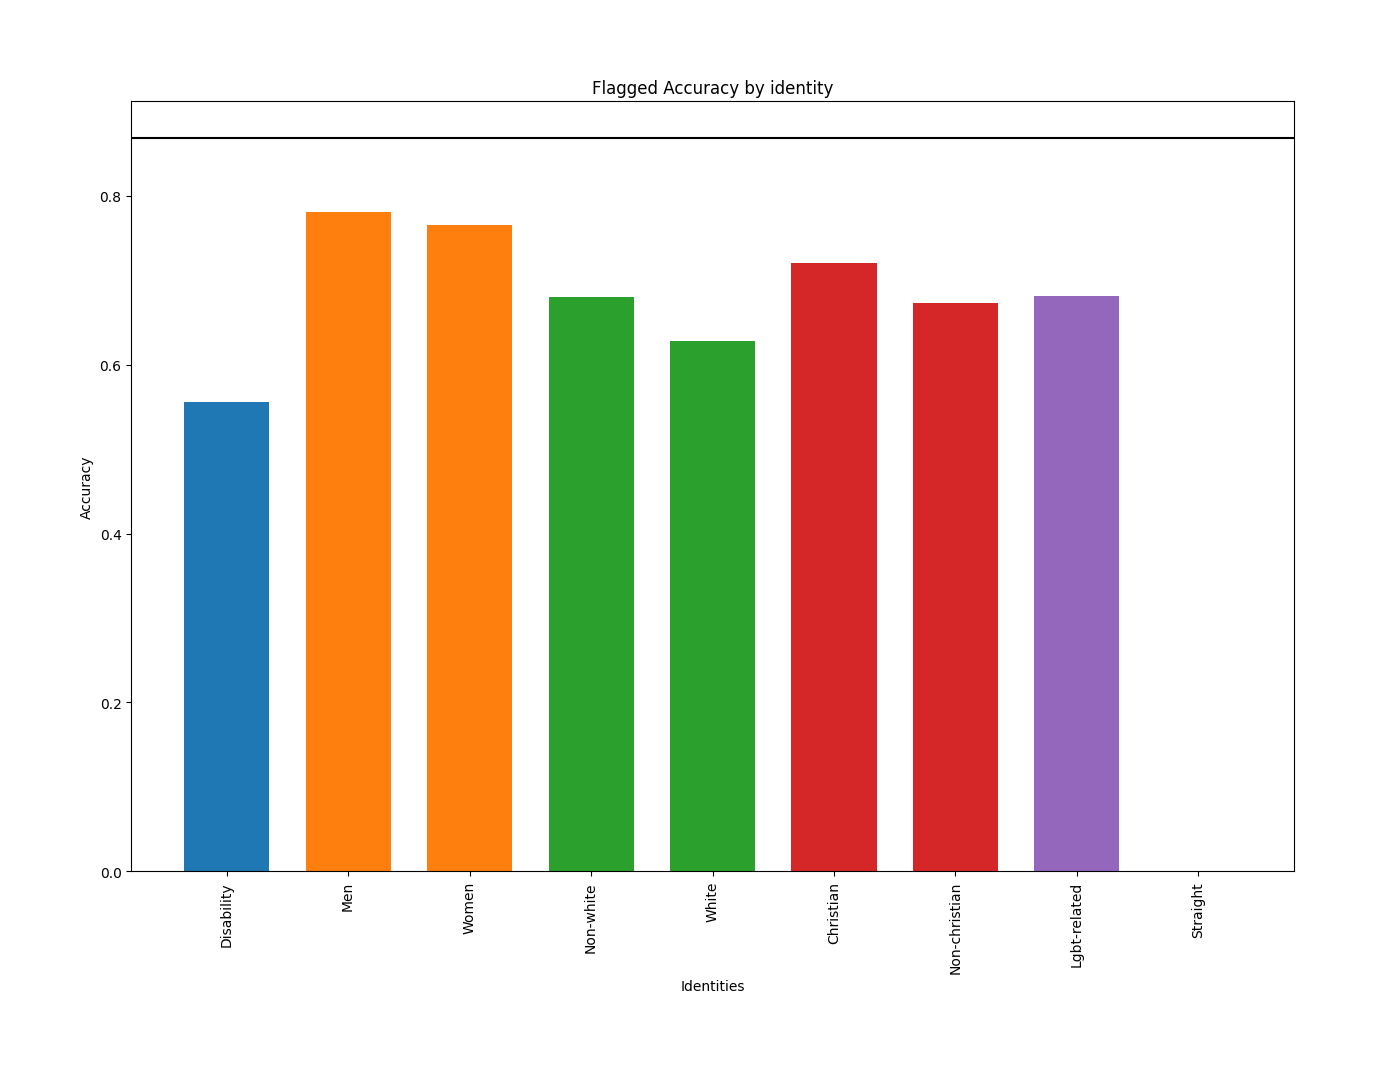 Flagged Accuracy by identity
0.8
0.6
0.4
0.2
0.0
Accuracy
Disability
Men
Women
Non-white
White
Christian
Non-christian
Lgbt-related
Straight
Identities